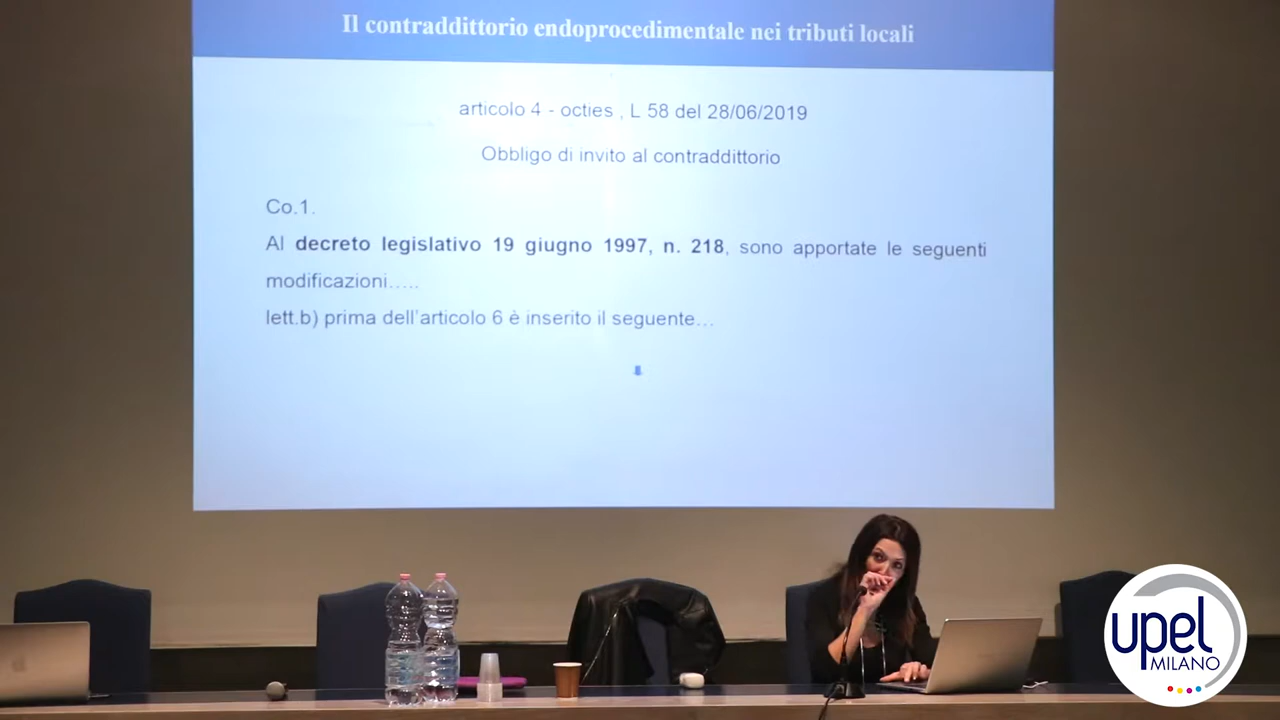 Il contraddittorio endoprocedimentale nei tributi locali
articolo 4 - octies , L 58 del 28/06/2019
Obbligo di invito al contraddittorio
Co.1.
Al decreto legislativo 19 giugno 1997, n. 218, sono apportate le seguenti
modificazioni.....
lett.b) prima dell'articolo 6 è inserito il seguente...
upel
MILANO